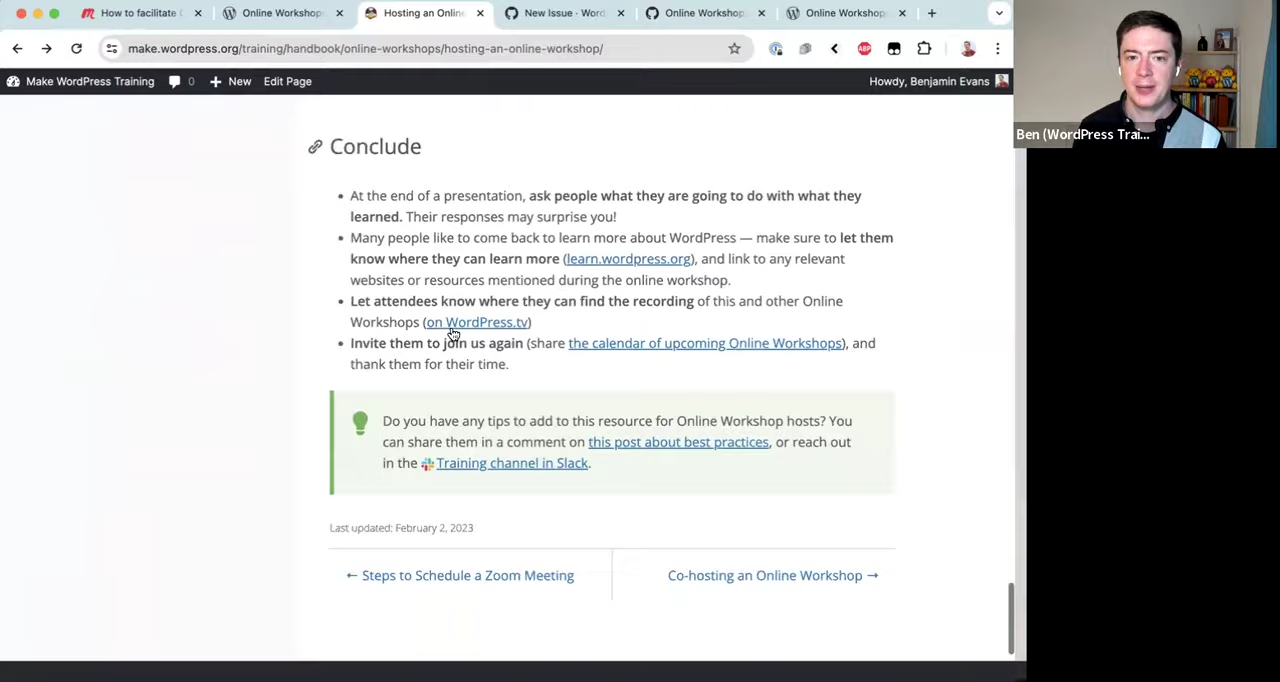 How to facilitate
Online Workshop
Hosting an Onlin
New Issue · Word
Online Workshop
Online Workshop
make.wordpress.org/training/handbook/online-workshops/hosting-an-online-workshop/
ABP
Make WordPress Training
0
New
Edit Page
Howdy, Benjamin Evans
Ben (WordPress Trai...
Conclude
At the end of a presentation, ask people what they are going to do with what they
learned. Their responses may surprise you!
Many people like to come back to learn more about WordPress — make sure to let them
know where they can learn more (learn.wordpress.org), and link to any relevant
websites or resources mentioned during the online workshop.
Let attendees know where they can find the recording of this and other Online
Workshops (on WordPress.tv)
Invite them to join us again (share the calendar of upcoming Online Workshops), and
thank them for their time.
Do you have any tips to add to this resource for Online Workshop hosts? You
can share them in a comment on this post about best practices, or reach out
in the Training channel in Slack.
Last updated: February 2, 2023
← Steps to Schedule a Zoom Meeting
Co-hosting an Online Workshop →